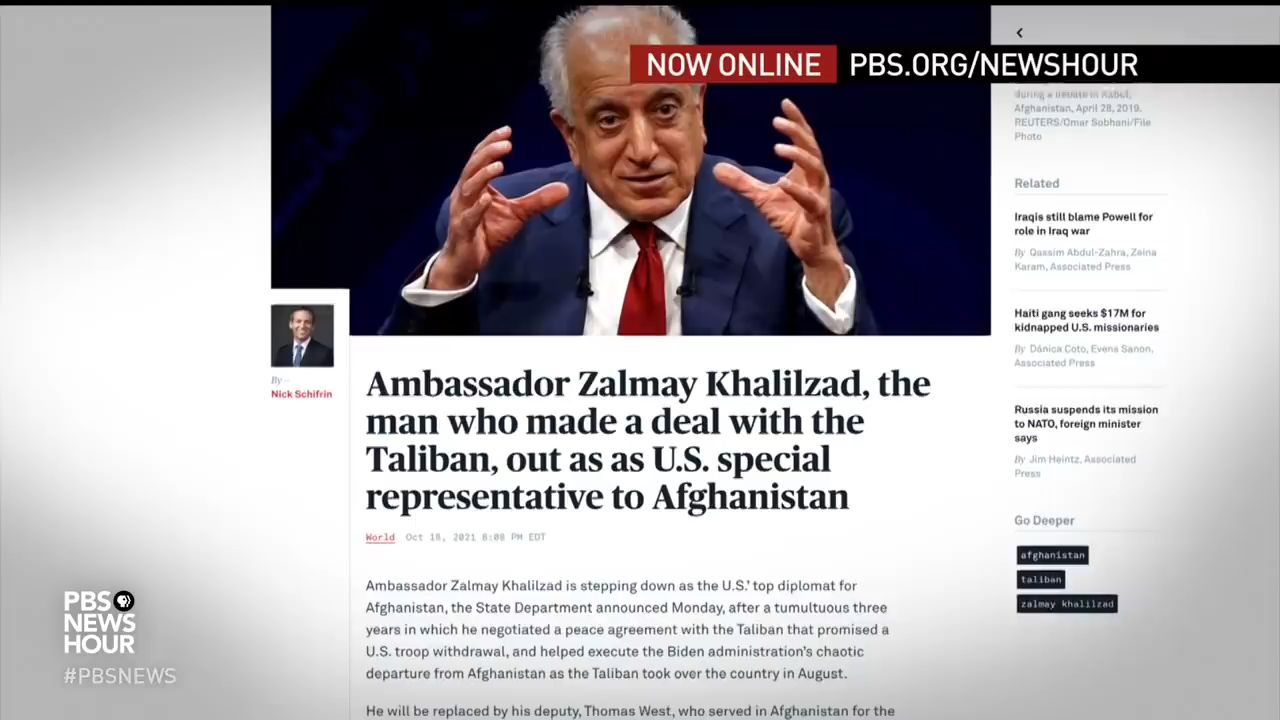 NOW ONLINE PBS.ORG/NEWSHOUR
during a debate in Kabul,
Afghanistan, April 28, 2019.
REUTERS/Omar Sobhani/File
Photo
Related
Iraqis still blame Powell for
role in Iraq war
By Qassim Abdul-Zahra, Zeina
Karam, Associated Press
Haiti gang seeks $17M for
kidnapped U.S. missionaries
By Dánica Coto, Evens Sanon,
Associated Press
Russia suspends its mission
to NATO, foreign minister
says
By Jim Heintz, Associated
Press
Go Deeper
afghanistan
taliban
zalmay khalilzad
By
Nick Schifrin
Ambassador Zalmay Khalilzad, the
man who made a deal with the
Taliban, out as as U.S. special
representative to Afghanistan
World Oct 18, 2021 8:08 PM EDT
Ambassador Zalmay Khalilzad is stepping down as the U.S.' top diplomat for
Afghanistan, the State Department announced Monday, after a tumultuous three
years in which he negotiated a peace agreement with the Taliban that promised a
U.S. troop withdrawal, and helped execute the Biden administration's chaotic
departure from Afghanistan as the Taliban took over the country in August.
He will be replaced by his deputy, Thomas West, who served in Afghanistan for the
PBS
NEWS
HOUR
#PBSNEWS